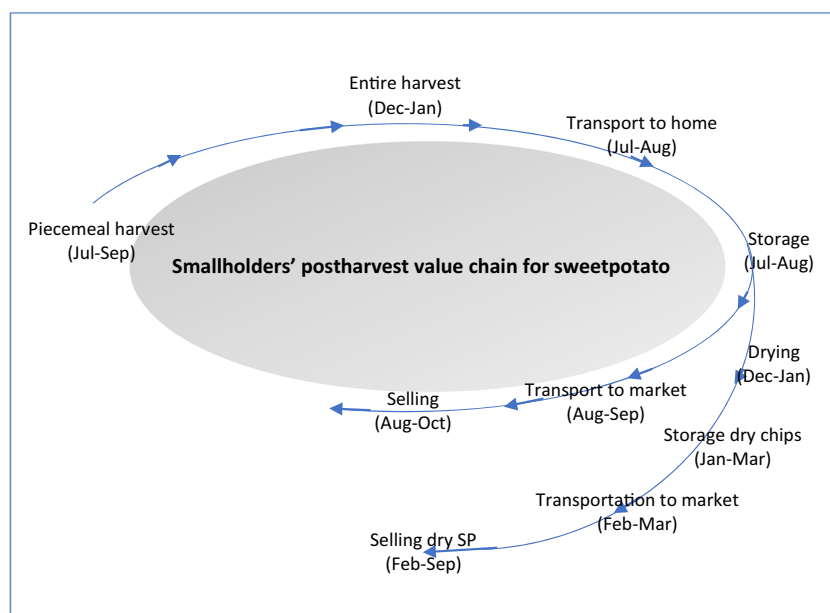 Entire harvest
(Dec-Jan)
Transport to home
(Jul-Aug)
Piecemeal harvest
(Jul-Sep)
Storage
(Jul-Aug)
Smallholders' postharvest value chain for sweetpotato
Drying
(Dec-Jan)
Transport to market
(Aug-Sep)
Selling
(Aug-Oct)
Storage dry chips
(Jan-Mar)
Transportation to market
(Feb-Mar)
Selling dry SP
(Feb-Sep)